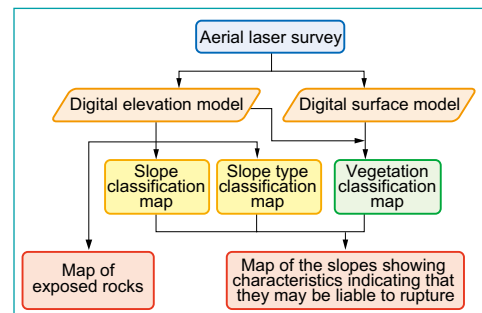 Aerial laser survey
Digital elevation model
Digital surface model
Slope
classification
map
Slope type
classification
map
Vegetation
classification
map
Map of
exposed rocks
Map of the slopes showing
characteristics indicating that
they may be liable to rupture